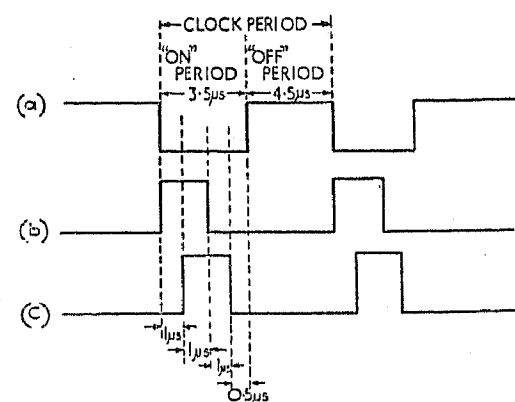 CLOCK PERIOD
"ON" PERIOD
"OFF" PERIOD
3·5µs
4·5µs
(a)
(b)
(c)
1µs
1µs
1µs
0·5µs